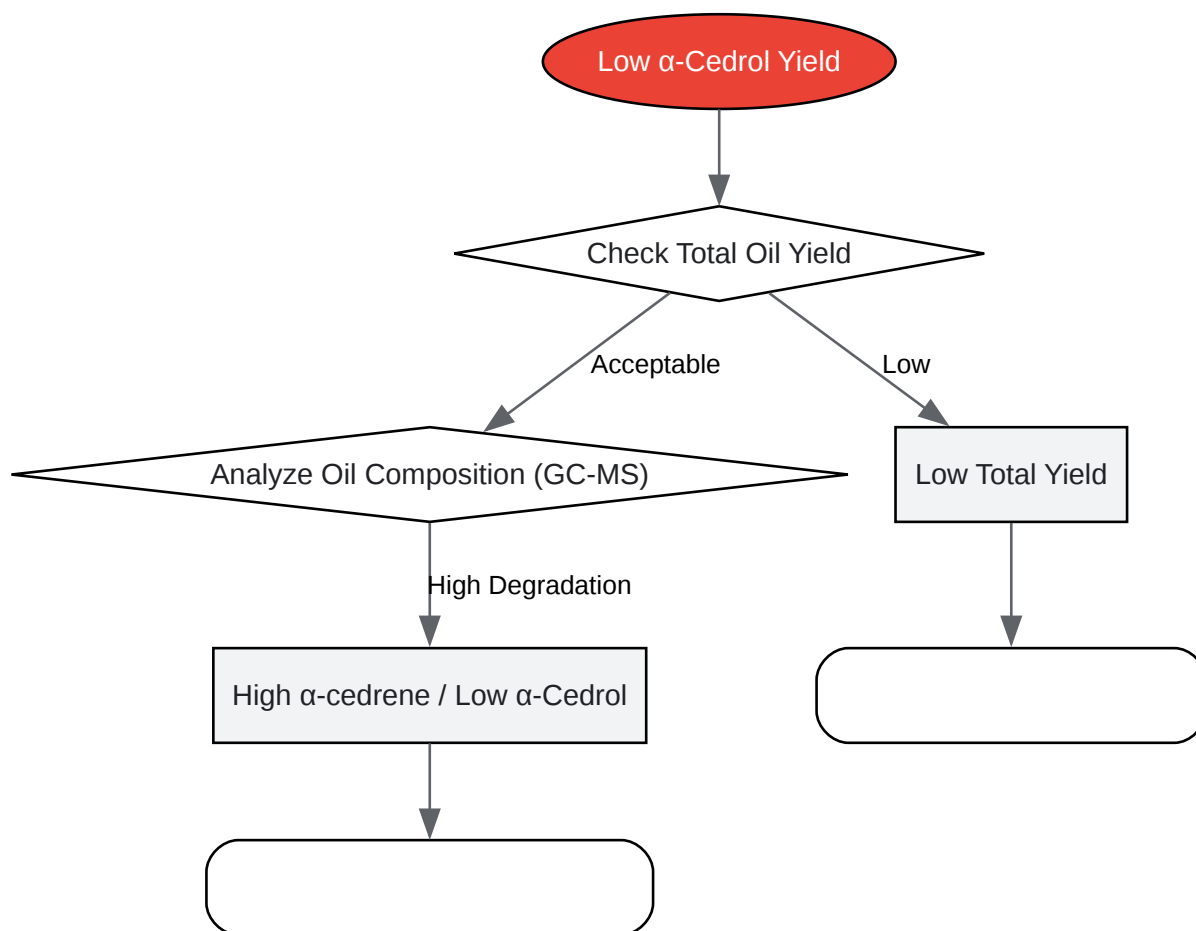 Low α-Cedrol Yield
Check Total Oil Yield
Acceptable
Low
Analyze Oil Composition (GC-MS)
Low Total Yield
High Degradation
High α-cedrene / Low α-Cedrol